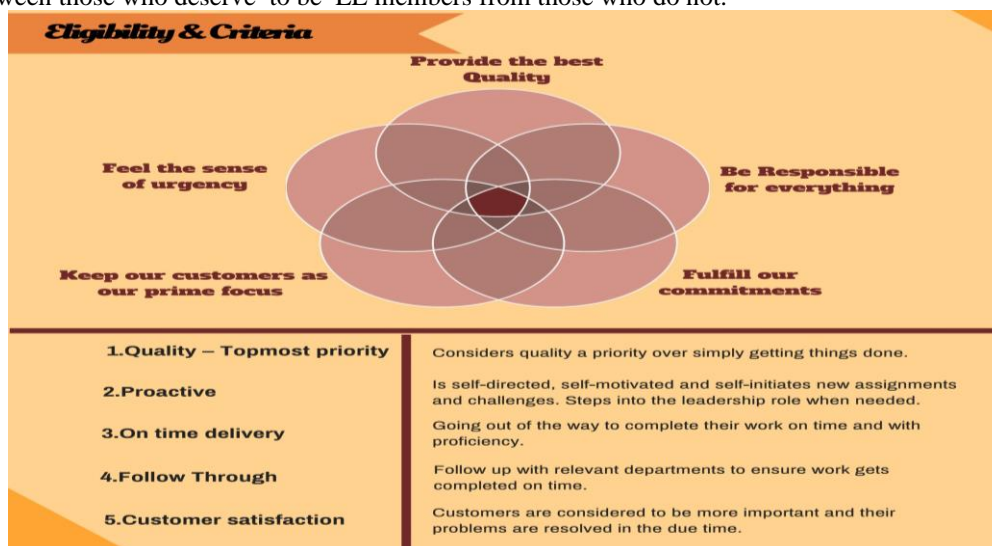 ween those who deserve to be EE members from those who do not.
Eligibility & Criteria
Provide the best
Quality
Feel the sense
of urgency
Be Responsible
for everything
Keep our customers as
our prime focus
Fulfill our
commitments
1.Quality – Topmost priority
Considers quality a priority over simply getting things done.
2.Proactive
Is self-directed, self-motivated and self-initiates new assignments
and challenges. Steps into the leadership role when needed.
3.On time delivery
Going out of the way to complete their work on time and with
proficiency.
4.Follow Through
Follow up with relevant departments to ensure work gets
completed on time.
5.Customer satisfaction
Customers are considered to be more important and their
problems are resolved in the due time.